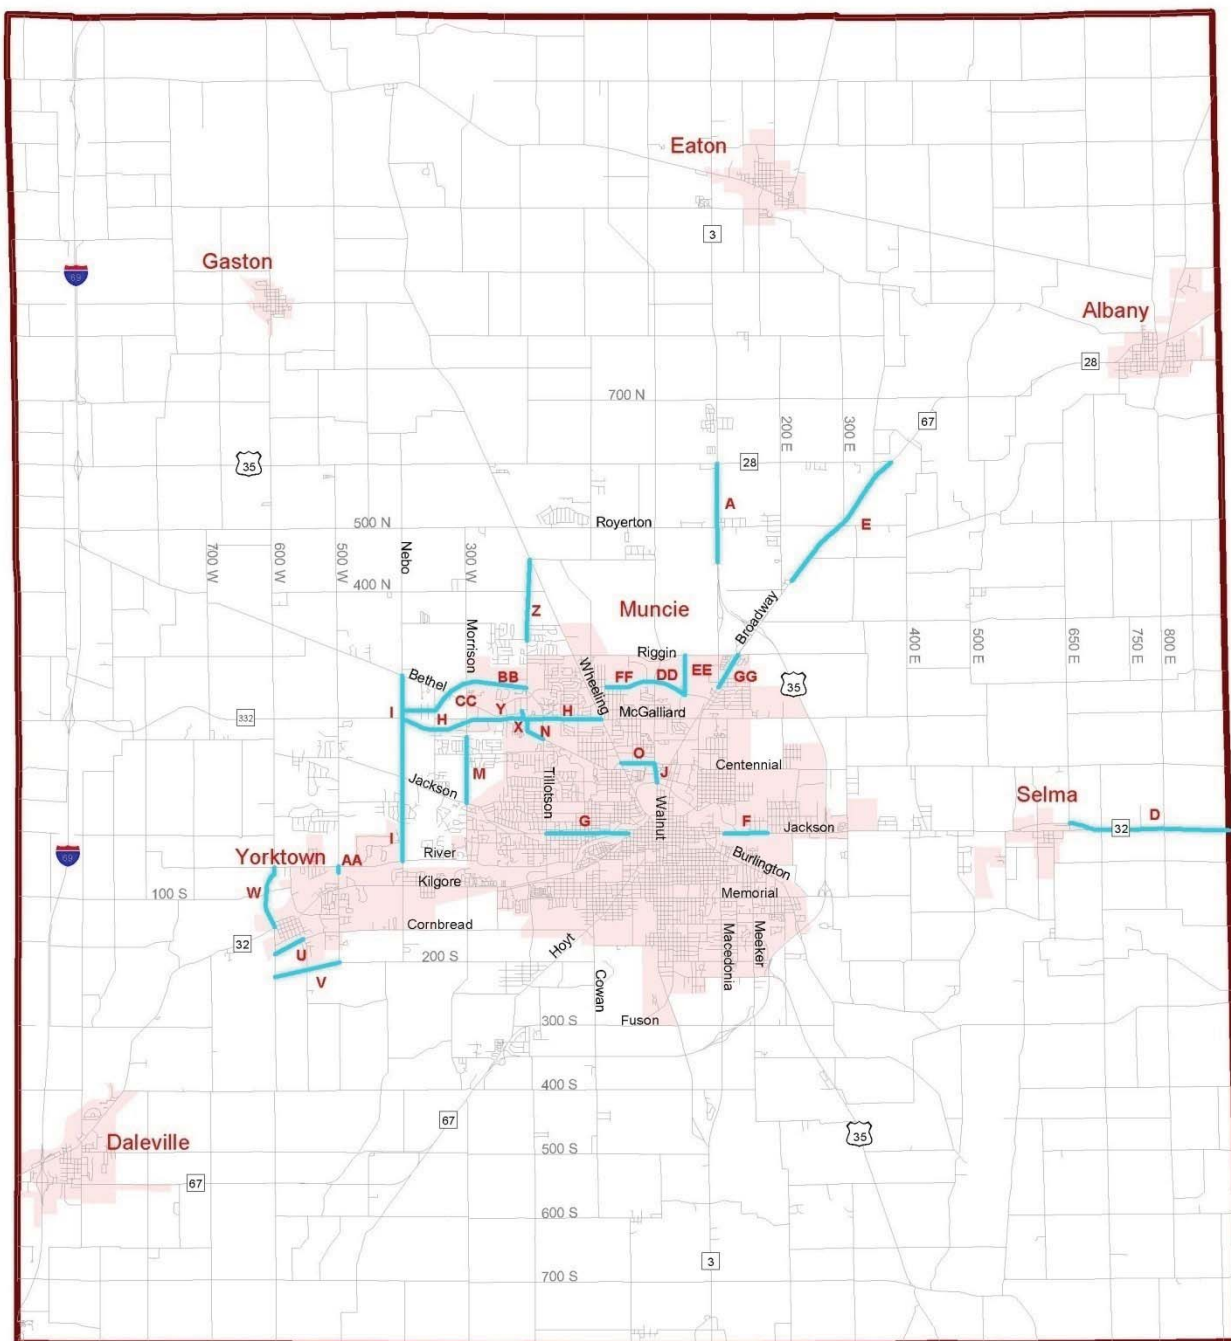 Eaton
3
Gaston
69
Albany
28
700 N
67
200 E
300 E
35
28
A
E
Royerton
500 N
700 W
600 W
500 W
Nebo
300 W
400 N
Z
Muncie
Broadway
Morrison
Riggin
400 E
500 E
650 E
750 E
800 E
Bethel
BB
Wheeling
FF
DD
EE
GG
35
CC
332
I
H
Y
H
McGalliard
X
N
O
Centennial
J
M
Jackson
Tillotson
Walnut
Selma
D
G
F
Jackson
32
I
River
Burlington
69
Yorktown
AA
Kilgore
Memorial
W
100 S
Cornbread
32
U
Hoyt
Macedonia
Meeker
200 S
V
Cowan
300 S
Fuson
400 S
67
35
Daleville
500 S
67
600 S
3
700 S